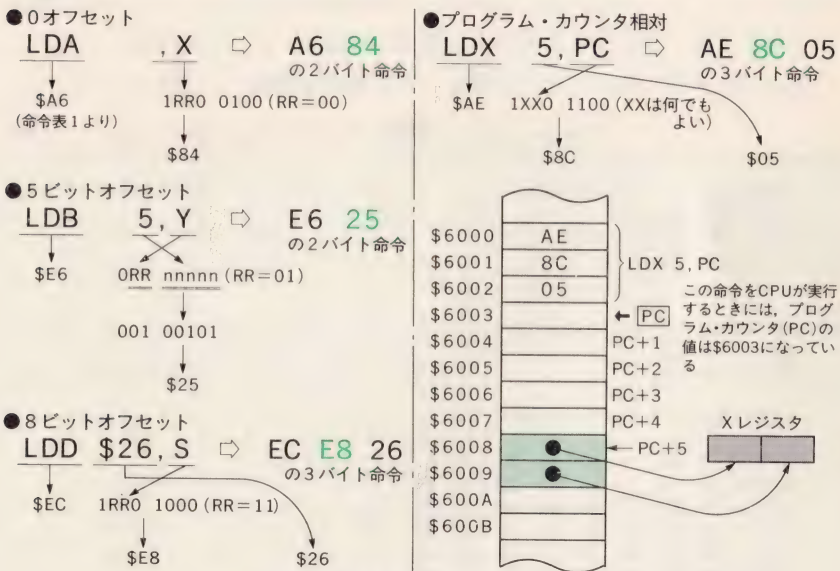 ●0オフセット
LDA ,X ⇨ A6 84
の2バイト命令
$A6 1RR0 0100 (RR=00)
(命令表1より)
$84
●5ビットオフセット
LDB 5,Y ⇨ E6 25
の2バイト命令
$E6
0RR nnnnn (RR=01)
001 00101
$25
●8ビットオフセット
LDD $26,S ⇨ EC E8 26
の3バイト命令
$EC 1RR0 1000 (RR=11)
$E8 $26
●プログラム・カウンタ相対
LDX 5,PC ⇨ AE 8C 05
の3バイト命令
$AE 1XX0 1100 (XXは何でも
よい)
$8C $05
$6000 AE
$6001 8C LDX 5,PC
$6002 05
この命令をCPUが実行
するときには,プログ
ラム・カウンタ(PC)の
値は$6003になってい
る
$6003 ← PC
$6004 PC+1
$6005 PC+2
$6006 PC+3
$6007 PC+4
Xレジスタ
$6008 ← PC+5
$6009
$600A
$600B